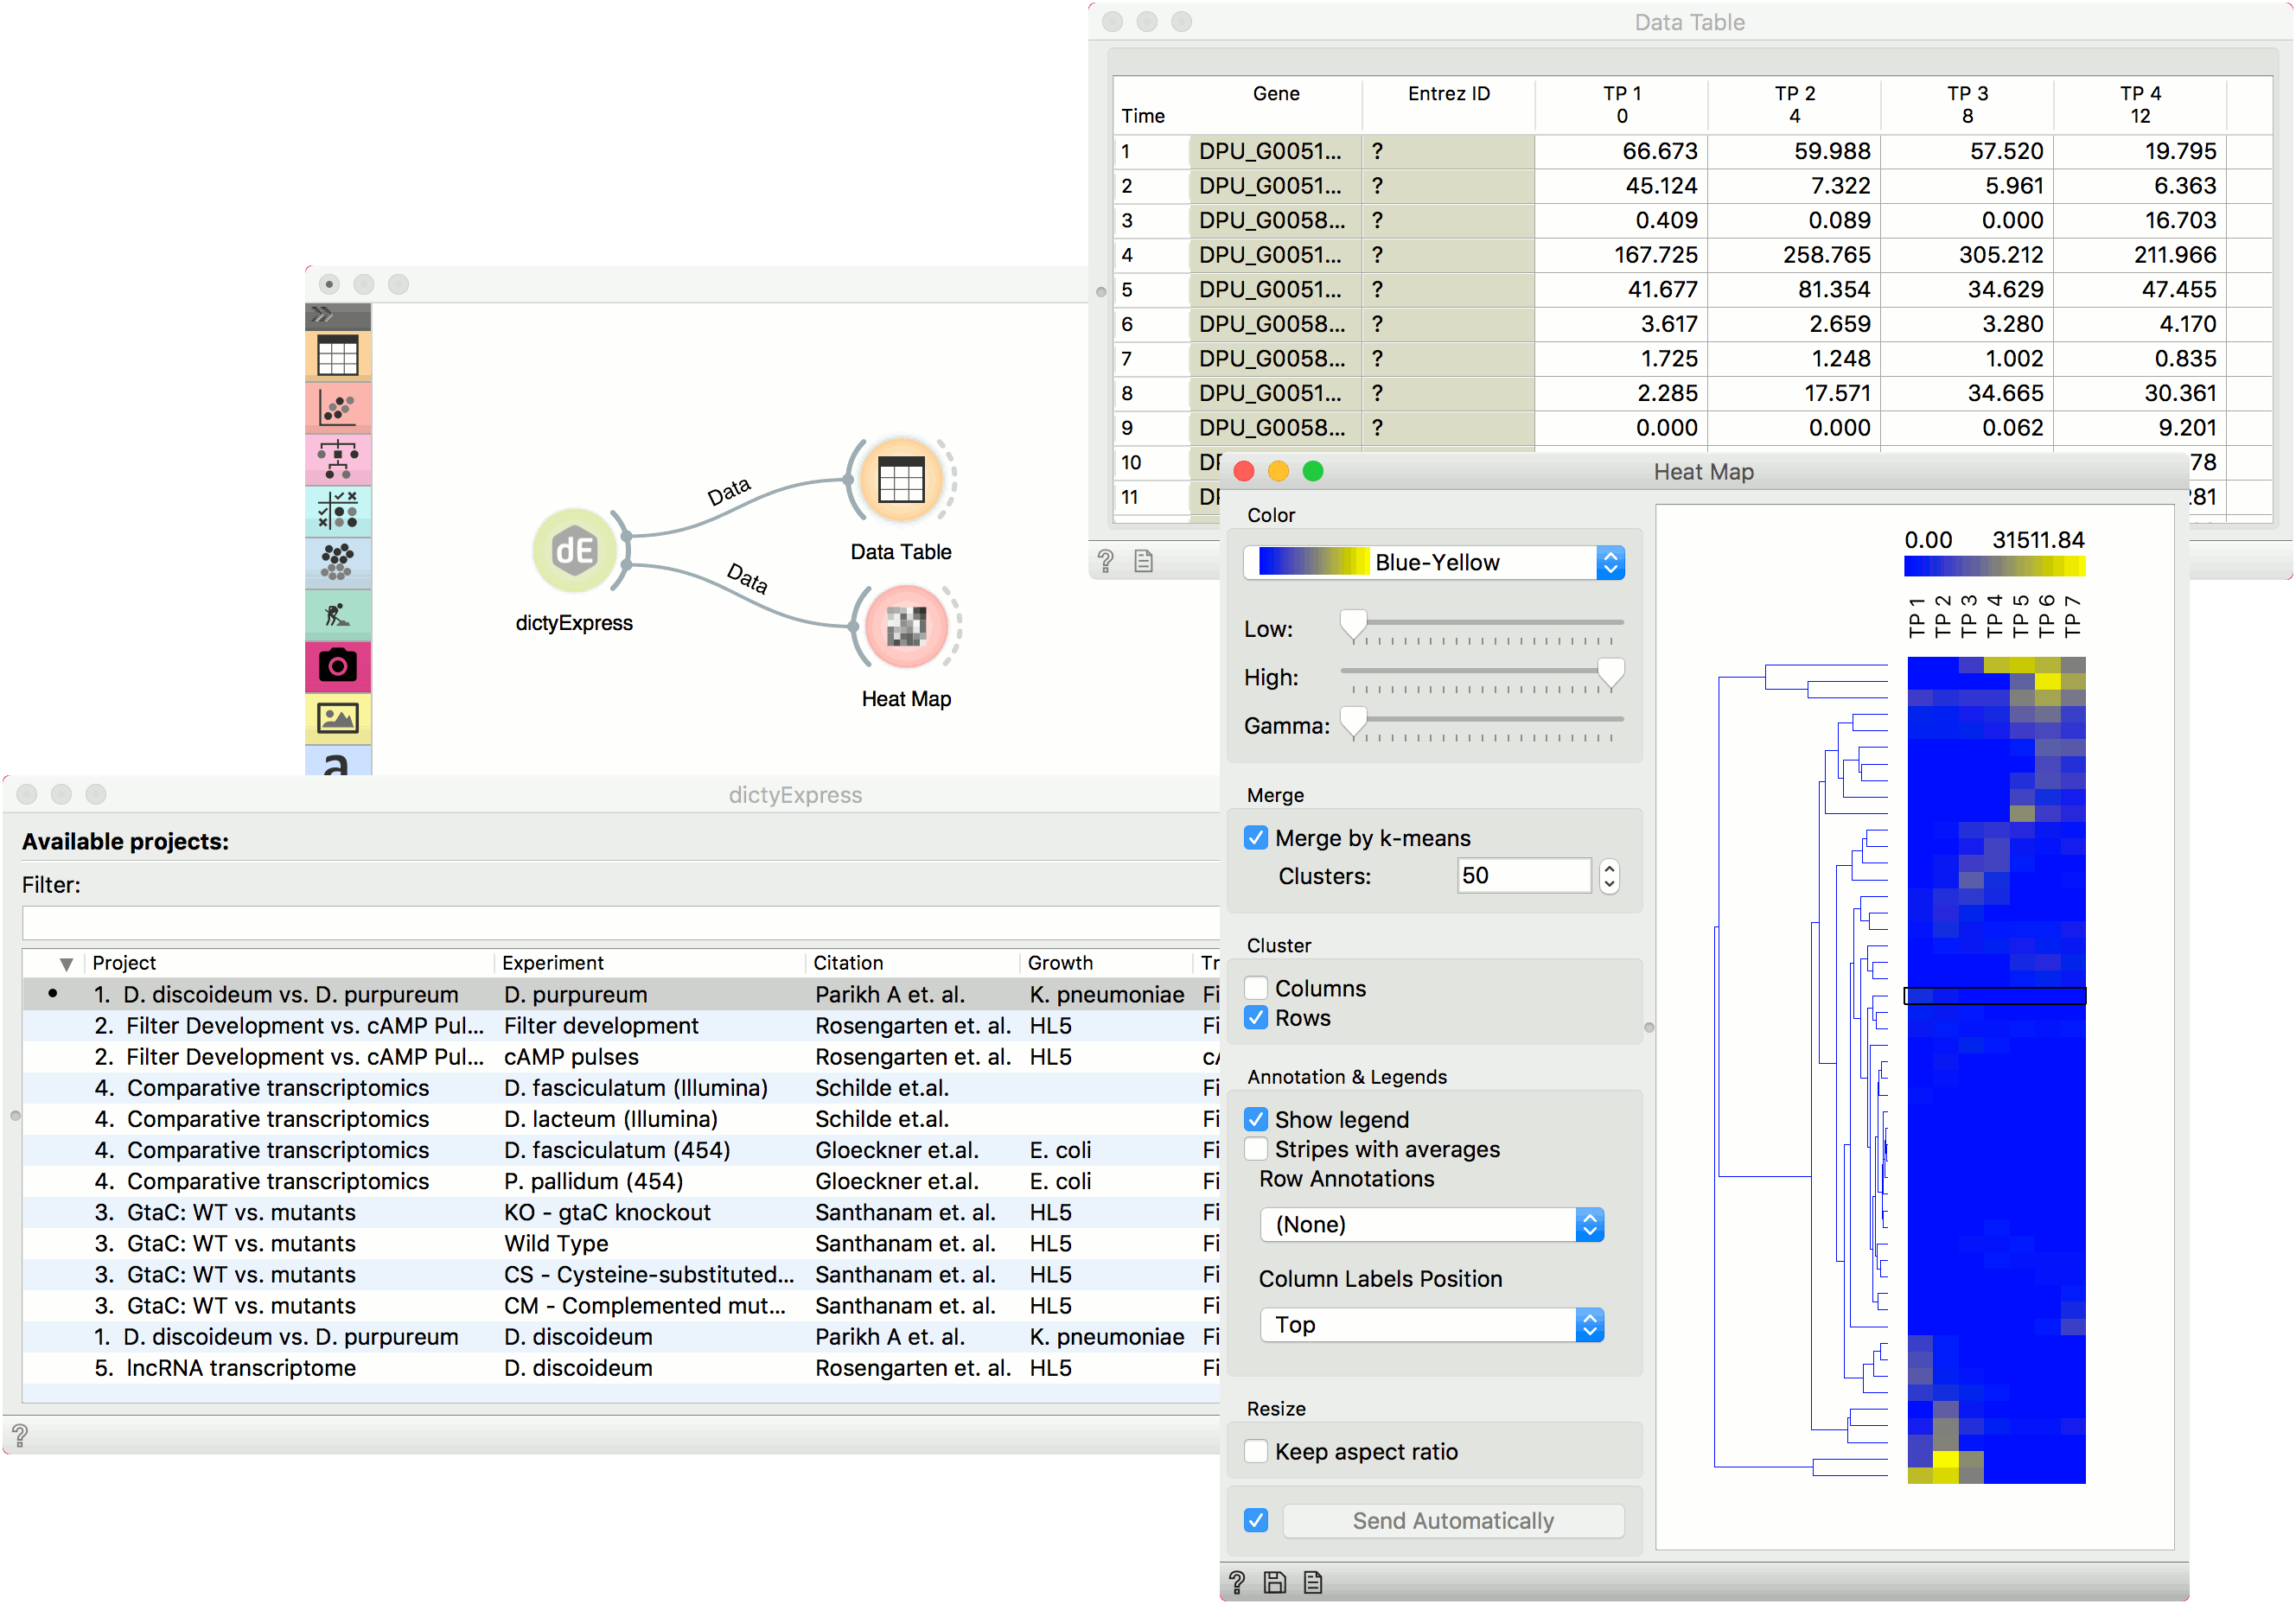 Data Table
Time Gene Entrez ID TP 1 0 TP 2 4 TP 3 8 TP 4 12
1 DPU_G0051... ? 66.673 59.988 57.520 19.795
2 DPU_G0051... ? 45.124 7.322 5.961 6.363
3 DPU_G0058... ? 0.409 0.089 0.000 16.703
4 DPU_G0051... ? 167.725 258.765 305.212 211.966
5 DPU_G0051... ? 41.677 81.354 34.629 47.455
6 DPU_G0058... ? 3.617 2.659 3.280 4.170
7 DPU_G0058... ? 1.725 1.248 1.002 0.835
8 DPU_G0051... ? 2.285 17.571 34.665 30.361
9 DPU_G0058... ? 0.000 0.000 0.062 9.201
10 78
11 281
dE
dictyExpress
Data
Data
Data Table
Heat Map
a
dictyExpress
Available projects:
Filter:
Project Experiment Citation Growth Tr
1. D. discoideum vs. D. purpureum D. purpureum Parikh A et. al. K. pneumoniae Fi
2. Filter Development vs. cAMP Pul... Filter development Rosengarten et. al. HL5 Fi
2. Filter Development vs. cAMP Pul... cAMP pulses Rosengarten et. al. HL5 cA
4. Comparative transcriptomics D. fasciculatum (Illumina) Schilde et.al. Fi
4. Comparative transcriptomics D. lacteum (Illumina) Schilde et.al. Fi
4. Comparative transcriptomics D. fasciculatum (454) Gloeckner et.al. E. coli Fi
4. Comparative transcriptomics P. pallidum (454) Gloeckner et.al. E. coli Fi
3. GtaC: WT vs. mutants KO - gtaC knockout Santhanam et. al. HL5 Fi
3. GtaC: WT vs. mutants Wild Type Santhanam et. al. HL5 Fi
3. GtaC: WT vs. mutants CS - Cysteine-substituted... Santhanam et. al. HL5 Fi
3. GtaC: WT vs. mutants CM - Complemented mut... Santhanam et. al. HL5 Fi
1. D. discoideum vs. D. purpureum D. discoideum Parikh A et. al. K. pneumoniae Fi
5. lncRNA transcriptome D. discoideum Rosengarten et. al. HL5 Fi
Heat Map
Color
Blue-Yellow
Low:
High:
Gamma:
Merge
Merge by k-means
Clusters: 50
Cluster
Columns
Rows
Annotation & Legends
Show legend
Stripes with averages
Row Annotations
(None)
Column Labels Position
Top
Resize
Keep aspect ratio
Send Automatically
0.00 31511.84
TP 1 TP 2 TP 3 TP 4 TP 5 TP 6 TP 7